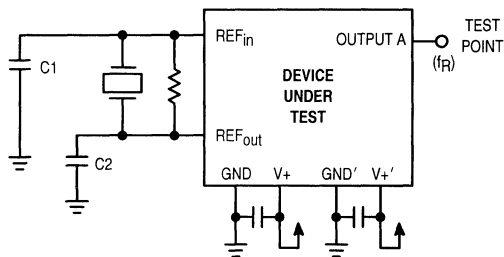 REFin
OUTPUT A
TEST
POINT
(fR)
C1
DEVICE
UNDER
TEST
REFout
C2
GND V+ GND′ V+′